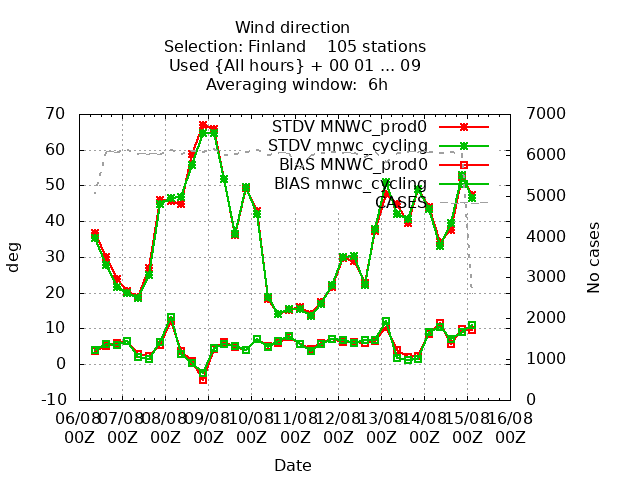 Wind direction
Selection: Finland    105 stations
Used {All hours} + 00 01 ... 09
Averaging window:  6h
70 7000
60 6000
50 5000
40 4000
30 3000
20 2000
10 1000
0 0
-10
STDV MNWC_prod0
STDV mnwc_cycling
BIAS MNWC_prod0
BIAS mnwc_cycling
CASES
deg
No cases
06/08 07/08 08/08 09/08 10/08 11/08 12/08 13/08 14/08 15/08 16/08
00Z 00Z 00Z 00Z 00Z 00Z 00Z 00Z 00Z 00Z 00Z
Date